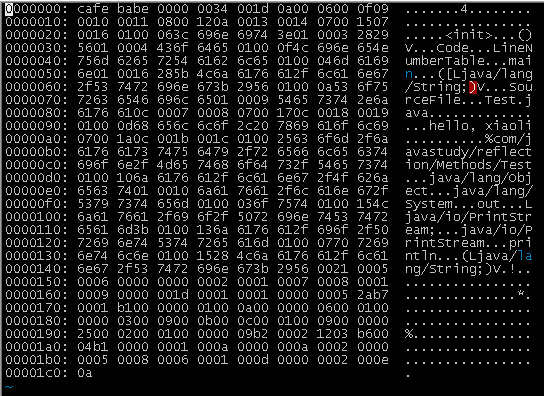 0000000: cafe babe 0000 0034 001d 0a00 0600 0f09  .......4........
0000010: 0010 0011 0800 120a 0013 0014 0700 1507  ................
0000020: 0016 0100 063c 696e 6974 3e01 0003 2829  .....<init>...()
0000030: 5601 0004 436f 6465 0100 0f4c 696e 654e  V...Code...LineN
0000040: 756d 6265 7254 6162 6c65 0100 046d 6169  umberTable...mai
0000050: 6e01 0016 285b 4c6a 6176 612f 6c61 6e67  n...([Ljava/lang
0000060: 2f53 7472 696e 673b 2956 0100 0a53 6f75  /String;)V...Sou
0000070: 7263 6546 696c 6501 0009 5465 7374 2e6a  rceFile...Test.j
0000080: 6176 610c 0007 0008 0700 170c 0018 0019  ava.............
0000090: 0100 0d68 656c 6c6f 2c20 7869 616f 6c69  ...hello, xiaoli
00000a0: 0700 1a0c 001b 001c 0100 2563 6f6d 2f6a  ..........%com/j
00000b0: 6176 6173 7475 6479 2f72 6566 6c65 6374  avastudy/reflect
00000c0: 696f 6e2f 4d65 7468 6f64 732f 5465 7374  ion/Methods/Test
00000d0: 0100 106a 6176 612f 6c61 6e67 2f4f 626a  ...java/lang/Obj
00000e0: 6563 7401 0010 6a61 7661 2f6c 616e 672f  ect...java/lang/
00000f0: 5379 7374 656d 0100 036f 7574 0100 154c  System...out...L
0000100: 6a61 7661 2f69 6f2f 5072 696e 7453 7472  java/io/PrintStr
0000110: 6561 6d3b 0100 136a 6176 612f 696f 2f50  eam;...java/io/P
0000120: 7269 6e74 5374 7265 616d 0100 0770 7269  rintStream...pri
0000130: 6e74 6c6e 0100 1528 4c6a 6176 612f 6c61  ntln...(Ljava/la
0000140: 6e67 2f53 7472 696e 673b 2956 0021 0005  ng/String;)V.!..
0000150: 0006 0000 0000 0002 0001 0007 0008 0001  ................
0000160: 0009 0000 001d 0001 0001 0000 0005 2ab7  ..............*.
0000170: 0001 b100 0000 0100 0a00 0000 0600 0100  ................
0000180: 0000 0300 0900 0b00 0c00 0100 0900 0000  ................
0000190: 2500 0200 0100 0000 09b2 0002 1203 b600  %...............
00001a0: 04b1 0000 0001 000a 0000 000a 0002 0000  ................
00001b0: 0005 0008 0006 0001 000d 0000 0002 000e  ................
00001c0: 0a  .
~